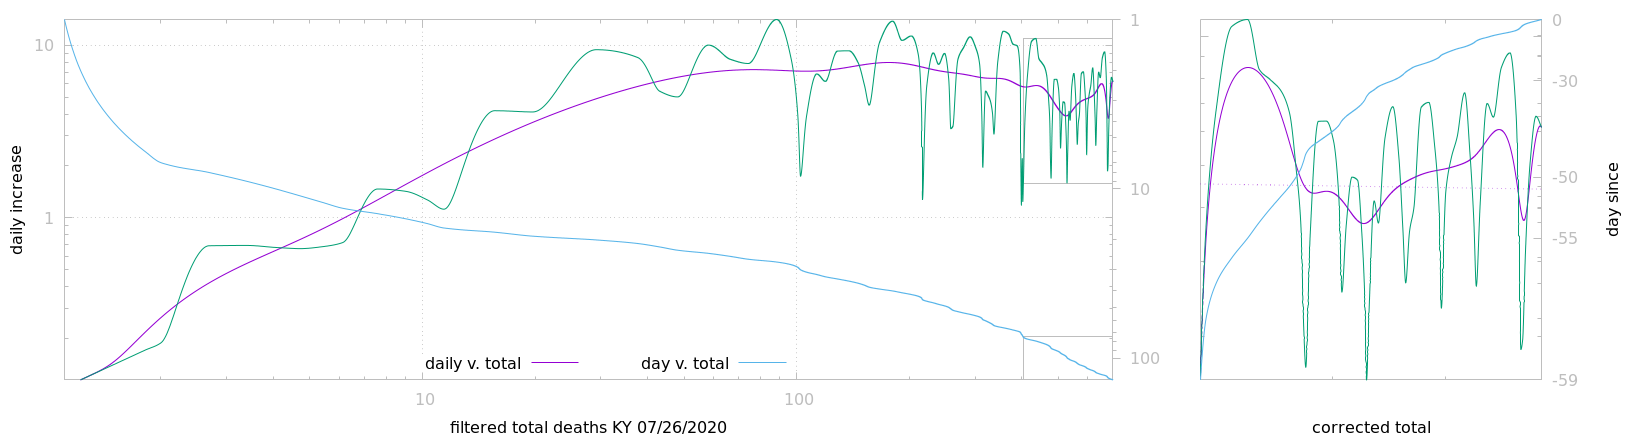 10
1
daily increase
10
100
filtered total deaths KY 07/26/2020
daily v. total
day v. total
1
10
100
0
-30
-50
-55
-59
day since
corrected total